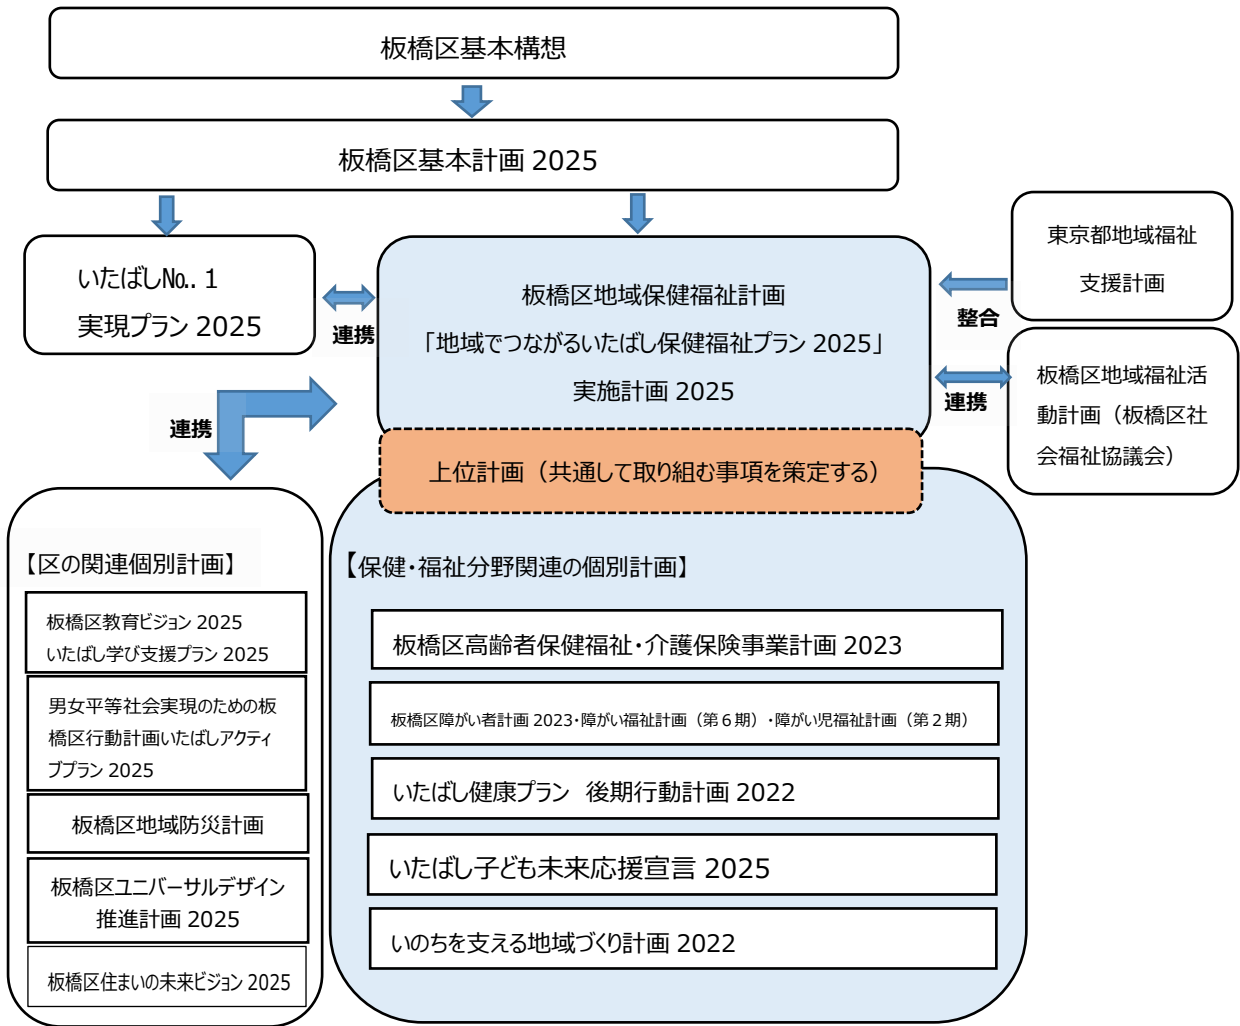 板橋区基本構想
板橋区基本計画 2025
いたばし№.. 1
実現プラン 2025
連携
板橋区地域保健福祉計画
「地域でつながるいたばし保健福祉プラン 2025」
実施計画 2025
整合
東京都地域福祉
支援計画
連携
板橋区地域福祉活
動計画（板橋区社
会福祉協議会）
連携
上位計画（共通して取り組む事項を策定する）
【区の関連個別計画】
板橋区教育ビジョン 2025
いたばし学び支援プラン 2025
男女平等社会実現のための板
橋区行動計画いたばしアクティ
ブプラン 2025
板橋区地域防災計画
板橋区ユニバーサルデザイン
推進計画 2025
板橋区住まいの未来ビジョン 2025
【保健・福祉分野関連の個別計画】
板橋区高齢者保健福祉・介護保険事業計画 2023
板橋区障がい者計画 2023・障がい福祉計画（第６期）・障がい児福祉計画（第２期）
いたばし健康プラン　後期行動計画 2022
いたばし子ども未来応援宣言 2025
いのちを支える地域づくり計画 2022